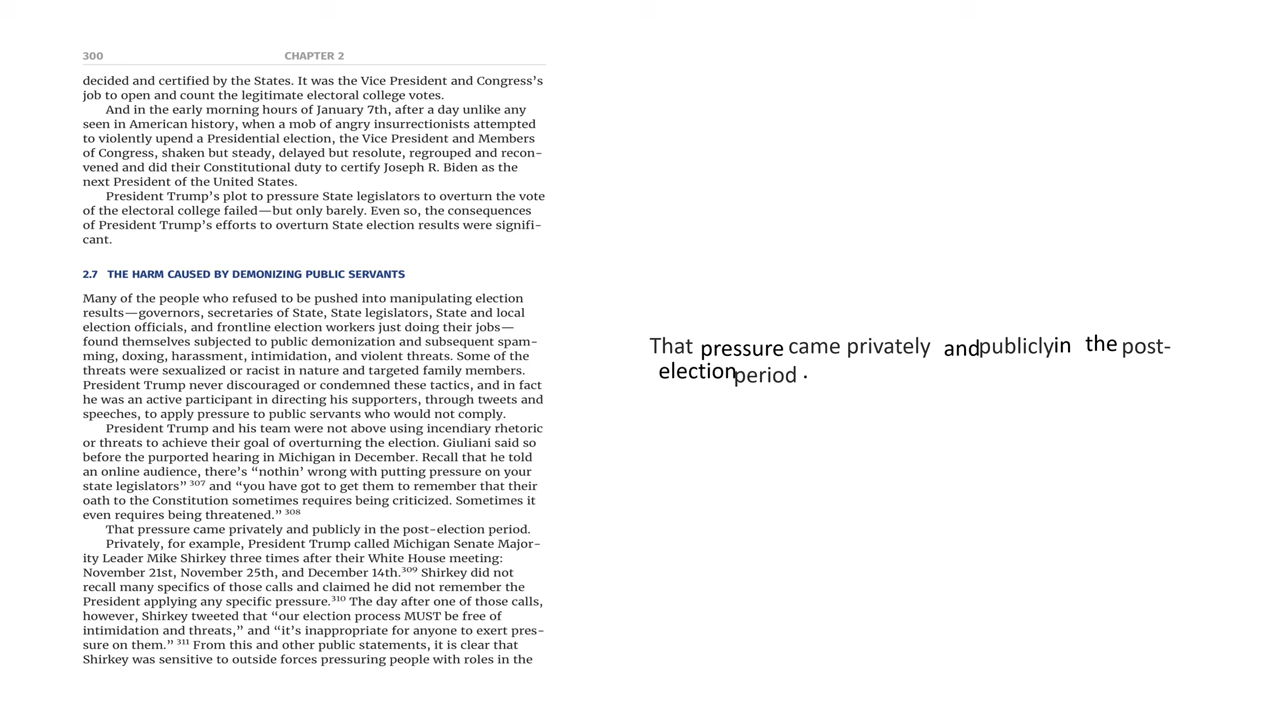 300 CHAPTER 2
decided and certified by the States. It was the Vice President and Congress’s
job to open and count the legitimate electoral college votes.
And in the early morning hours of January 7th, after a day unlike any
seen in American history, when a mob of angry insurrectionists attempted
to violently upend a Presidential election, the Vice President and Members
of Congress, shaken but steady, delayed but resolute, regrouped and recon-
vened and did their Constitutional duty to certify Joseph R. Biden as the
next President of the United States.
President Trump’s plot to pressure State legislators to overturn the vote
of the electoral college failed—but only barely. Even so, the consequences
of President Trump’s efforts to overturn State election results were signifi-
cant.
2.7 THE HARM CAUSED BY DEMONIZING PUBLIC SERVANTS
Many of the people who refused to be pushed into manipulating election
results—governors, secretaries of State, State legislators, State and local
election officials, and frontline election workers just doing their jobs—
found themselves subjected to public demonization and subsequent spam-
ming, doxing, harassment, intimidation, and violent threats. Some of the
threats were sexualized or racist in nature and targeted family members.
President Trump never discouraged or condemned these tactics, and in fact
he was an active participant in directing his supporters, through tweets and
speeches, to apply pressure to public servants who would not comply.
President Trump and his team were not above using incendiary rhetoric
or threats to achieve their goal of overturning the election. Giuliani said so
before the purported hearing in Michigan in December. Recall that he told
an online audience, there’s “nothin’ wrong with putting pressure on your
state legislators” 307 and “you have got to get them to remember that their
oath to the Constitution sometimes requires being criticized. Sometimes it
even requires being threatened.” 308
That pressure came privately and publicly in the post-election period.
Privately, for example, President Trump called Michigan Senate Major-
ity Leader Mike Shirkey three times after their White House meeting:
November 21st, November 25th, and December 14th.309 Shirkey did not
recall many specifics of those calls and claimed he did not remember the
President applying any specific pressure.310 The day after one of those calls,
however, Shirkey tweeted that “our election process MUST be free of
intimidation and threats,” and “it’s inappropriate for anyone to exert pres-
sure on them.” 311 From this and other public statements, it is clear that
Shirkey was sensitive to outside forces pressuring people with roles in the
That pressure came privately and publicly in the post-
election period .